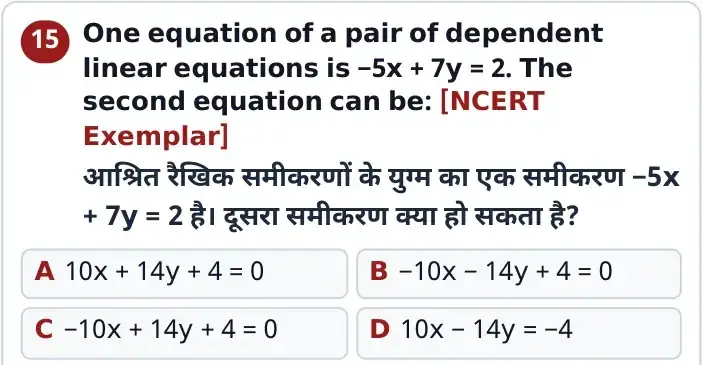 15 One equation of a pair of dependent
linear equations is −5x + 7y = 2. The
second equation can be: [NCERT
Exemplar]
आश्रित रैखिक समीकरणों के युग्म का एक समीकरण −5x
+ 7y = 2 है। दूसरा समीकरण क्या हो सकता है?
A 10x + 14y + 4 = 0
B −10x − 14y + 4 = 0
C −10x + 14y + 4 = 0
D 10x − 14y = −4